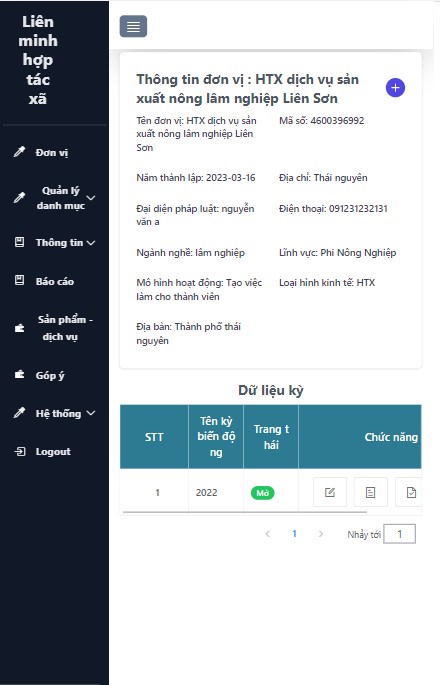 Liên
minh
hợp
tác
xã
Đơn vị
Quản lý
danh mục
Thông tin
Báo cáo
Sản phẩm -
dịch vụ
Góp ý
Hệ thống
Logout
Thông tin đơn vị : HTX dịch vụ sản
xuất nông lâm nghiệp Liên Sơn
Tên đơn vị: HTX dịch vụ sản
xuất nông lâm nghiệp Liên
Sơn
Mã số: 4600396992
Năm thành lập: 2023-03-16
Địa chỉ: Thái nguyên
Đại diện pháp luật: nguyễn
văn a
Điện thoại: 091231232131
Ngành nghề: lâm nghiệp
Lĩnh vực: Phi Nông Nghiệp
Mô hình hoạt động: Tạo việc
làm cho thành viên
Loại hình kinh tế: HTX
Địa bàn: Thành phố thái
nguyên
Dữ liệu kỳ
STT
Tên kỳ
biến độ
ng
Trạng t
hái
Chức năng
1
2022
Mở
1
Nhảy tới
1